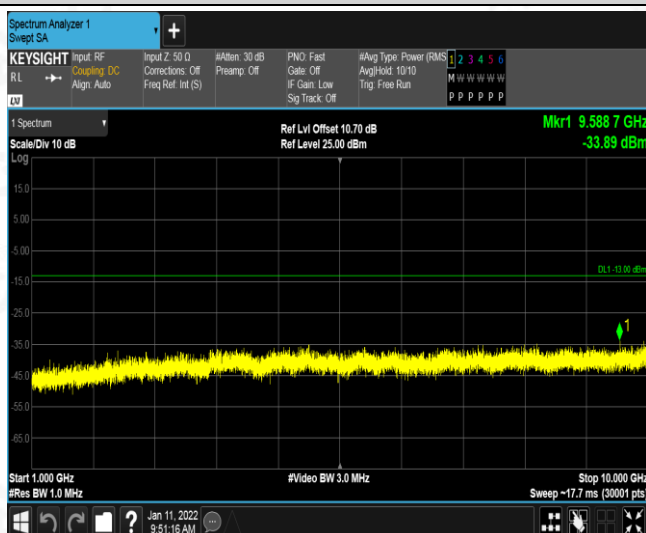 Spectrum Analyzer 1
Swept SA
+
KEYSIGHT
RL
LXI
Input: RF
Coupling: DC
Align: Auto
Input Z: 50 Ω
Corrections: Off
Freq Ref: Int (S)
#Atten: 30 dB
Preamp: Off
PNO: Fast
Gate: Off
IF Gain: Low
Sig Track: Off
#Avg Type: Power (RMS
Avg|Hold: 10/10
Trig: Free Run
1 2 3 4 5 6
M W W W W W
P P P P P P
1 Spectrum
Scale/Div 10 dB
Ref Lvl Offset 10.70 dB
Ref Level 25.00 dBm
Mkr1 9.588 7 GHz
-33.89 dBm
Log
15.0
5.00
-5.00
DL1 -13.00 dBm
-15.0
-25.0
1
-35.0
-45.0
-55.0
-65.0
Start 1.000 GHz
#Video BW 3.0 MHz
Stop 10.000 GHz
#Res BW 1.0 MHz
Sweep ~17.7 ms (30001 pts)
?
Jan 11, 2022
9:51:16 AM